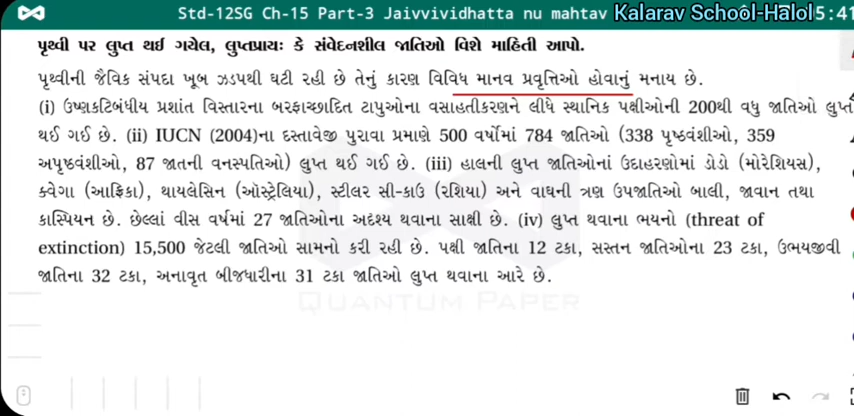 Std-12SG Ch-15 Part-3 Jaivvividhatta nu mahtav Kalarav School-Halol 5:41
પૃથ્વી પર લુપ્ત થઈ ગયેલ, લુપ્તપ્રાયઃ કે સંવેદનશીલ જાતિઓ વિશે માહિતી આપો.
પૃથ્વીની જૈવિક સંપદા ખૂબ ઝડપથી ઘટી રહી છે તેનું કારણ વિવિધ માનવ પ્રવૃત્તિઓ હોવાનું મનાય છે.
(i) ઉષ્ણકટિબંધીય પ્રશાંત વિસ્તારના બરફાચ્છાદિત ટાપુઓના વસાહતીકરણને લીધે સ્થાનિક પક્ષીઓની 200થી વધુ જાતિઓ લુપ્ત
થઈ ગઈ છે. (ii) IUCN (2004)ના દસ્તાવેજી પુરાવા પ્રમાણે 500 વર્ષોમાં 784 જાતિઓ (338 પૃષ્ઠવંશીઓ, 359
અપૃષ્ઠવંશીઓ, 87 જાતની વનસ્પતિઓ) લુપ્ત થઈ ગઈ છે. (iii) હાલની લુપ્ત જાતિઓનાં ઉદાહરણોમાં ડોડો (મોરેશિયસ),
ક્વેગા (આફ્રિકા), થાયલેસિન (ઑસ્ટ્રેલિયા), સ્ટીલર સી-કાઉ (રશિયા) અને વાઘની ત્રણ ઉપજાતિઓ બાલી, જાવાન તથા
કાસ્પિયન છે. છેલ્લાં વીસ વર્ષમાં 27 જાતિઓના અદૃશ્ય થવાના સાક્ષી છે. (iv) લુપ્ત થવાના ભયનો (threat of
extinction) 15,500 જેટલી જાતિઓ સામનો કરી રહી છે. પક્ષી જાતિના 12 ટકા, સસ્તન જાતિઓના 23 ટકા, ઉભયજીવી
જાતિના 32 ટકા, અનાવૃત બીજધારીના 31 ટકા જાતિઓ લુપ્ત થવાના આરે છે.
QUANTUM PAPER